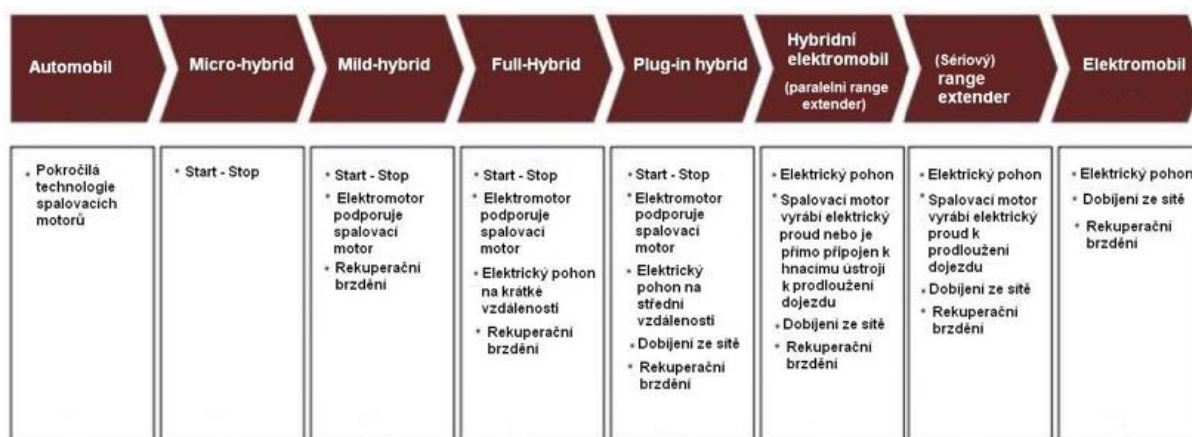 Automobil
Micro-hybrid
Mild-hybrid
Full-Hybrid
Plug-in hybrid
Hybridní
elektromobil
(paralelni range
extender)
(Sériový)
range
extender
Elektromobil
* Pokročilá
technologie
spalovacích
motorů
* Start - Stop
* Start - Stop
* Elektromotor
podporuje
spalovací
motor
* Rekuperační
brzdění
* Start - Stop
* Elektromotor
podporuje
spalovací
motor
* Elektrický pohon
na krátké
vzdálenosti
* Rekuperační
brzdění
* Start - Stop
* Elektromotor
podporuje
spalovací
motor
* Elektrický
pohon na
střední
vzdálenosti
* Dobíjení ze sítě
* Rekuperační
brzdění
* Elektrický pohon
* Spalovací motor
vyrábí elektrický
proud nebo je
přímo připojen k
hnacímu ústrojí
k prodloužení
dojezdu
* Dobíjení ze sítě
* Rekuperační
brzdění
* Elektrický pohon
* Spalovací motor
vyrábí elektrický
proud k
prodloužení
dojezdu
* Dobíjení ze sítě
* Rekuperační
brzdění
* Elektrický pohon
* Dobíjení ze sítě
* Rekuperační
brzdění